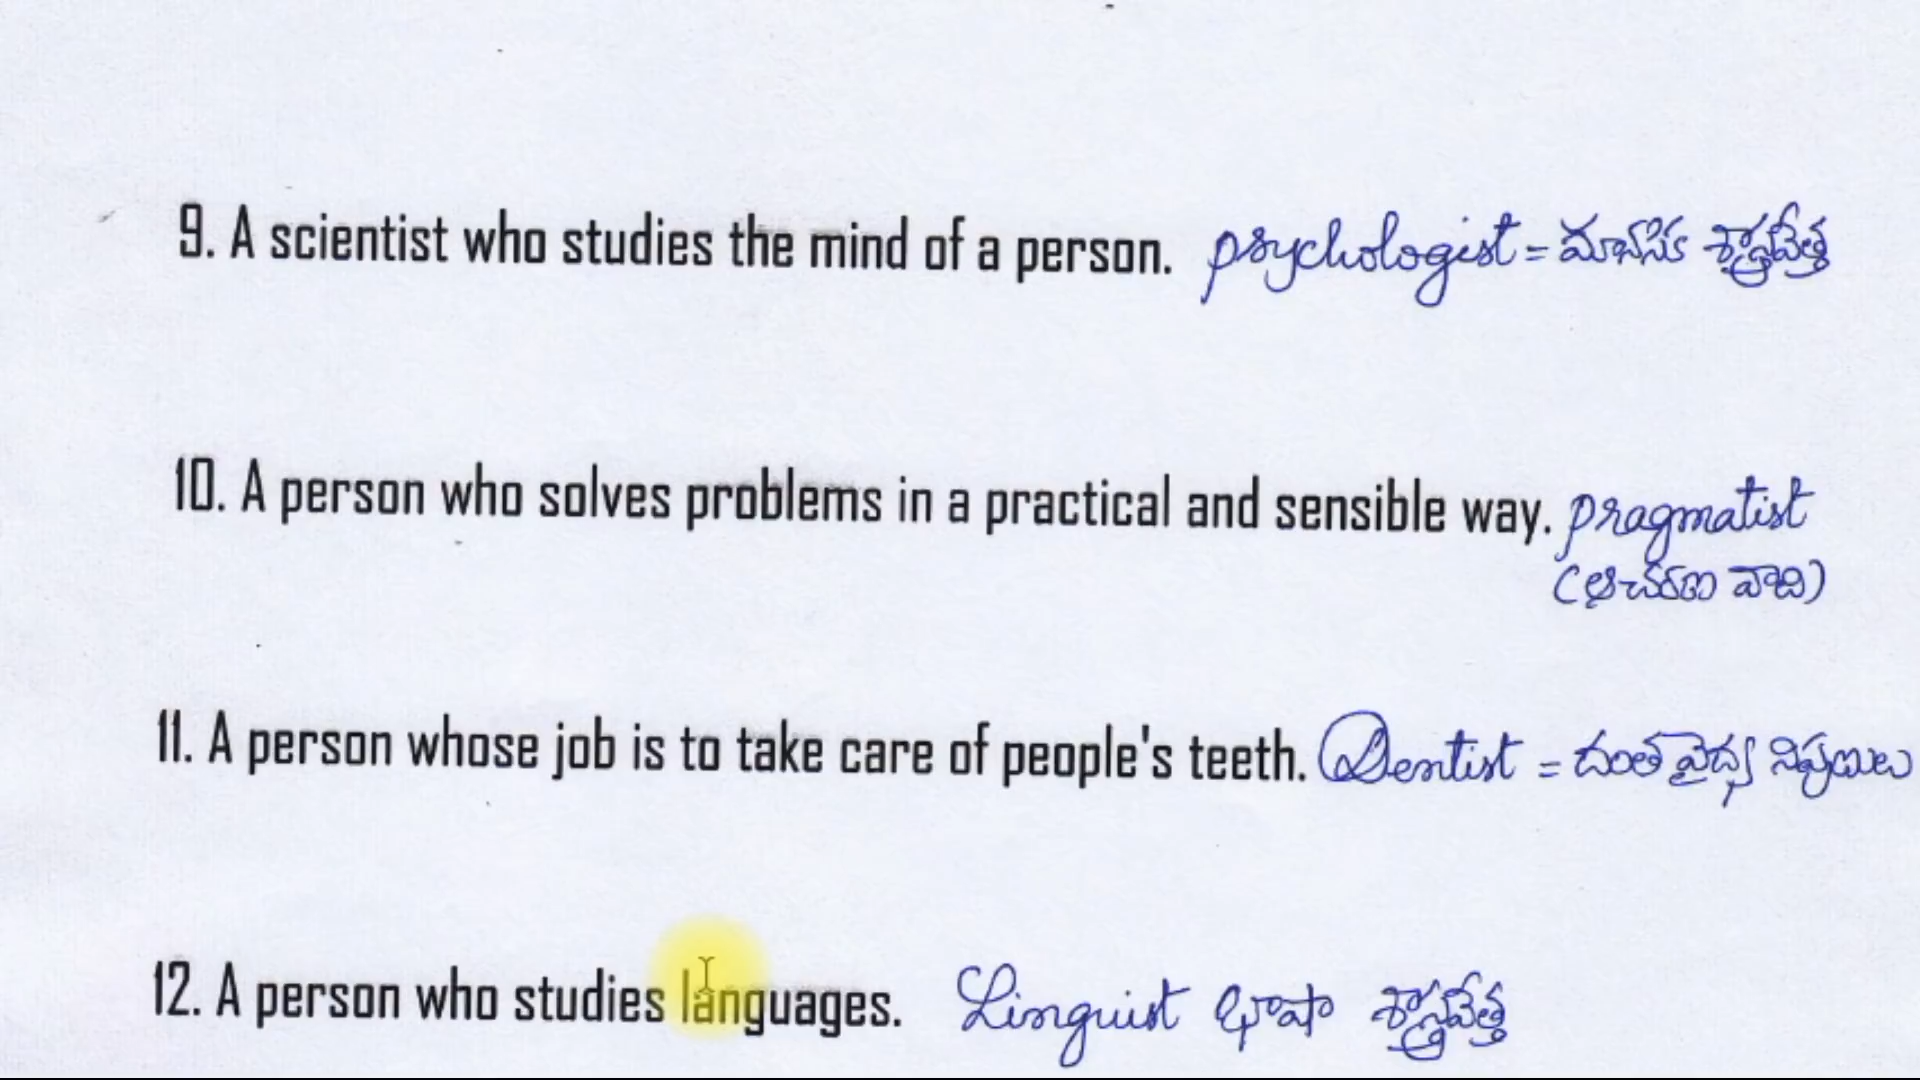 9. A scientist who studies the mind of a person. psychologist = మానసిక శాస్త్రవేత్త
10. A person who solves problems in a practical and sensible way. pragmatist
(ఆచరణ వాది)
11. A person whose job is to take care of people's teeth. Dentist = దంత వైద్య నిపుణులు
12. A person who studies languages. Linguist భాషా శాస్త్రవేత్త